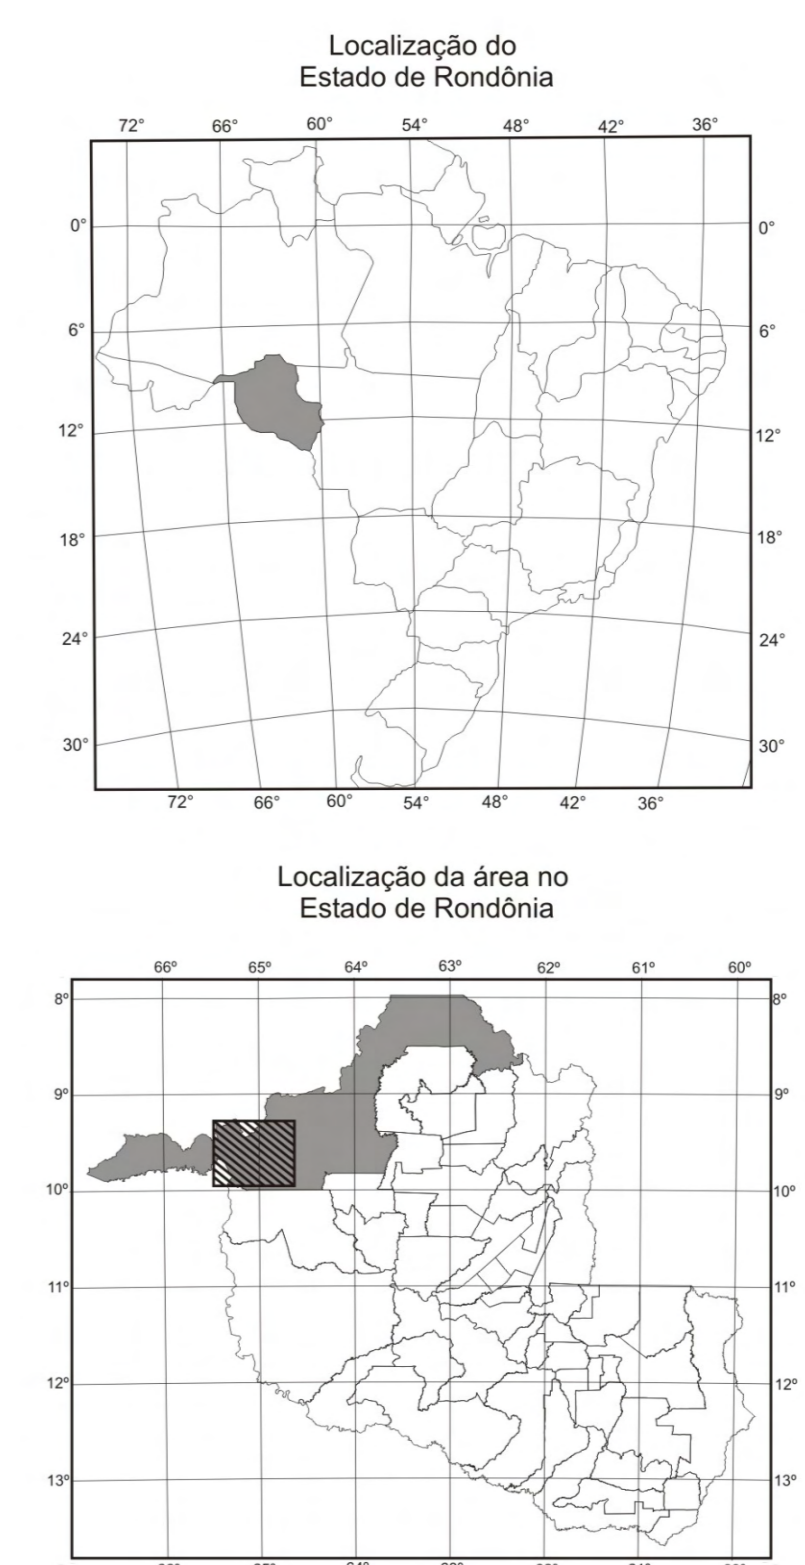 Localização do
Estado de Rondônia
72° 66° 60° 54° 48° 42° 36°
0° 0°
6° 6°
12° 12°
18° 18°
24° 24°
30° 30°
72° 66° 60° 54° 48° 42° 36°
Localização da área no
Estado de Rondônia
66° 65° 64° 63° 62° 61° 60°
8° 8°
9° 9°
10° 10°
11° 11°
12° 12°
13° 13°